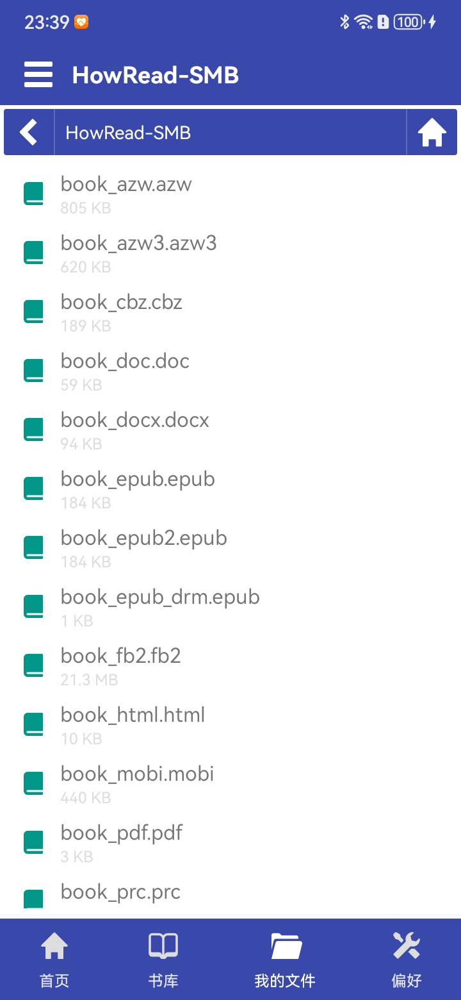 23:39
100
HowRead-SMB
HowRead-SMB
book_azw.azw
805 KB
book_azw3.azw3
620 KB
book_cbz.cbz
189 KB
book_doc.doc
59 KB
book_docx.docx
94 KB
book_epub.epub
184 KB
book_epub2.epub
184 KB
book_epub_drm.epub
1 KB
book_fb2.fb2
21.3 MB
book_html.html
10 KB
book_mobi.mobi
440 KB
book_pdf.pdf
3 KB
book_prc.prc
首页 书库 我的文件 偏好